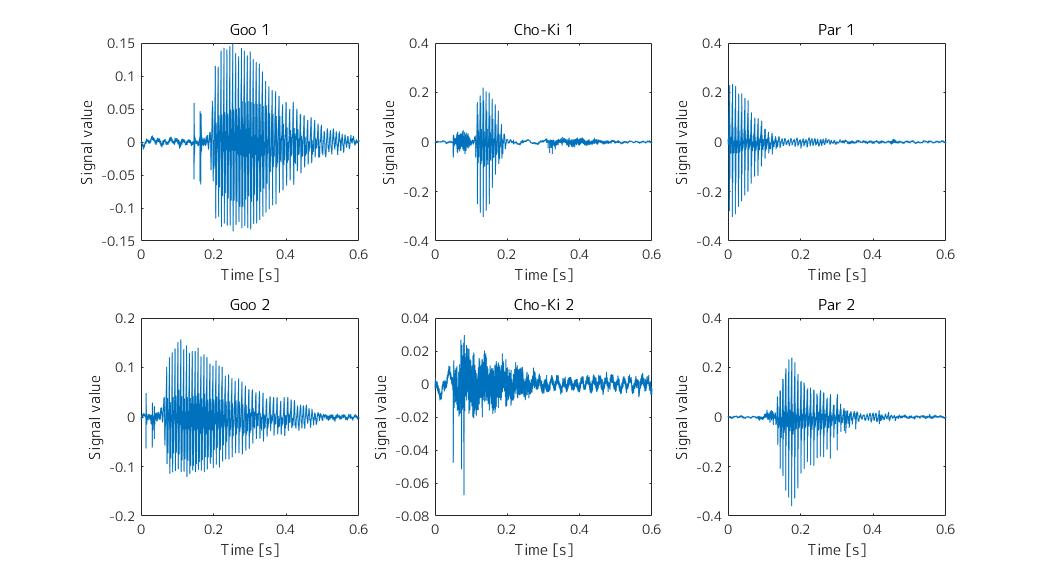 Goo 1
Signal value
0.15
0.1
0.05
0
-0.05
-0.1
-0.15
0 0.2 0.4 0.6
Time [s]
Cho-Ki 1
Signal value
0.4
0.2
0
-0.2
-0.4
0 0.2 0.4 0.6
Time [s]
Par 1
Signal value
0.4
0.2
0
-0.2
-0.4
0 0.2 0.4 0.6
Time [s]
Goo 2
Signal value
0.2
0.1
0
-0.1
-0.2
0 0.2 0.4 0.6
Time [s]
Cho-Ki 2
Signal value
0.04
0.02
0
-0.02
-0.04
-0.06
-0.08
0 0.2 0.4 0.6
Time [s]
Par 2
Signal value
0.4
0.2
0
-0.2
-0.4
0 0.2 0.4 0.6
Time [s]